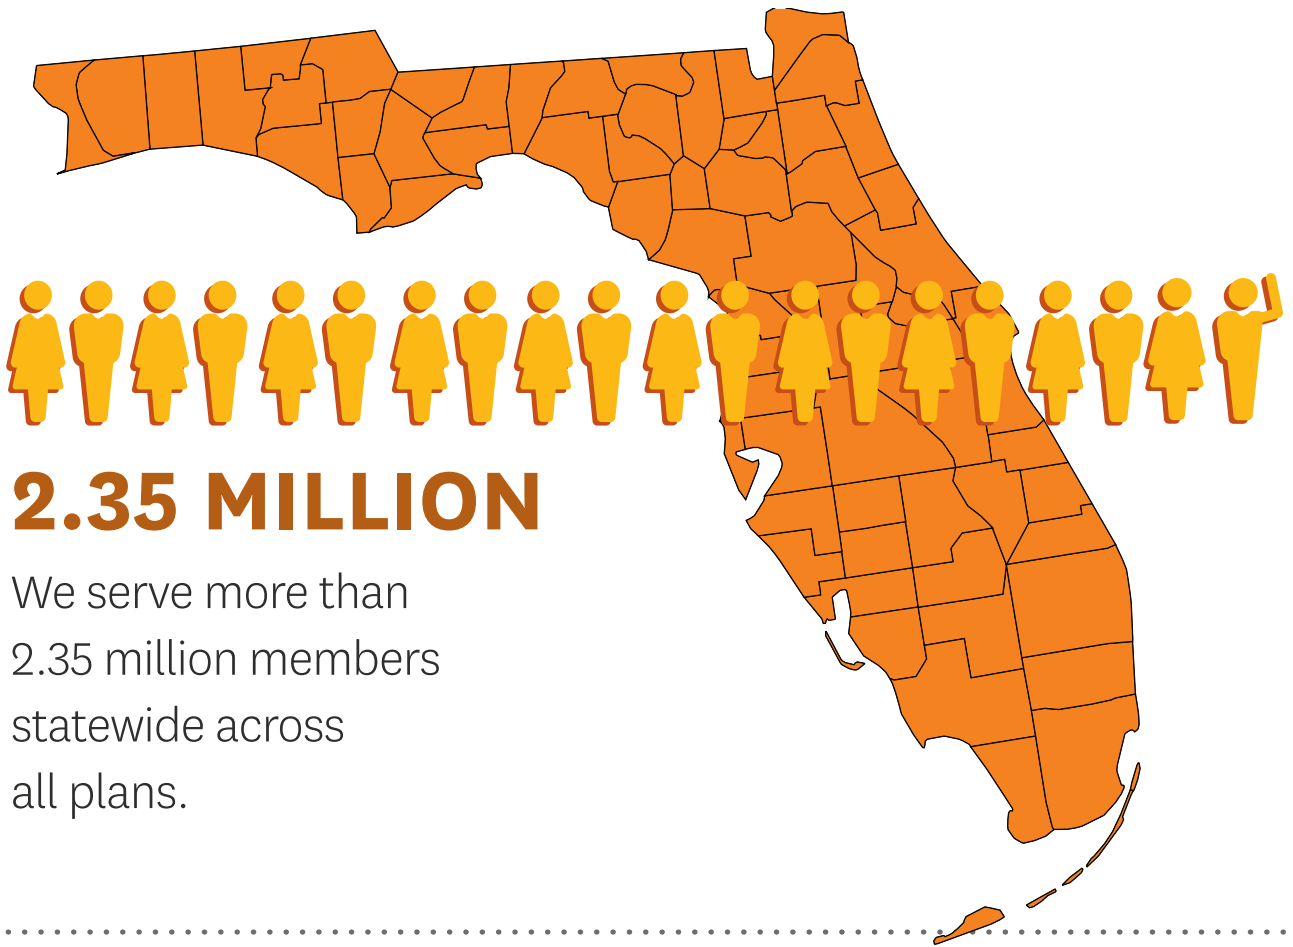 2.35 MILLION
We serve more than
2.35 million members
statewide across
all plans.